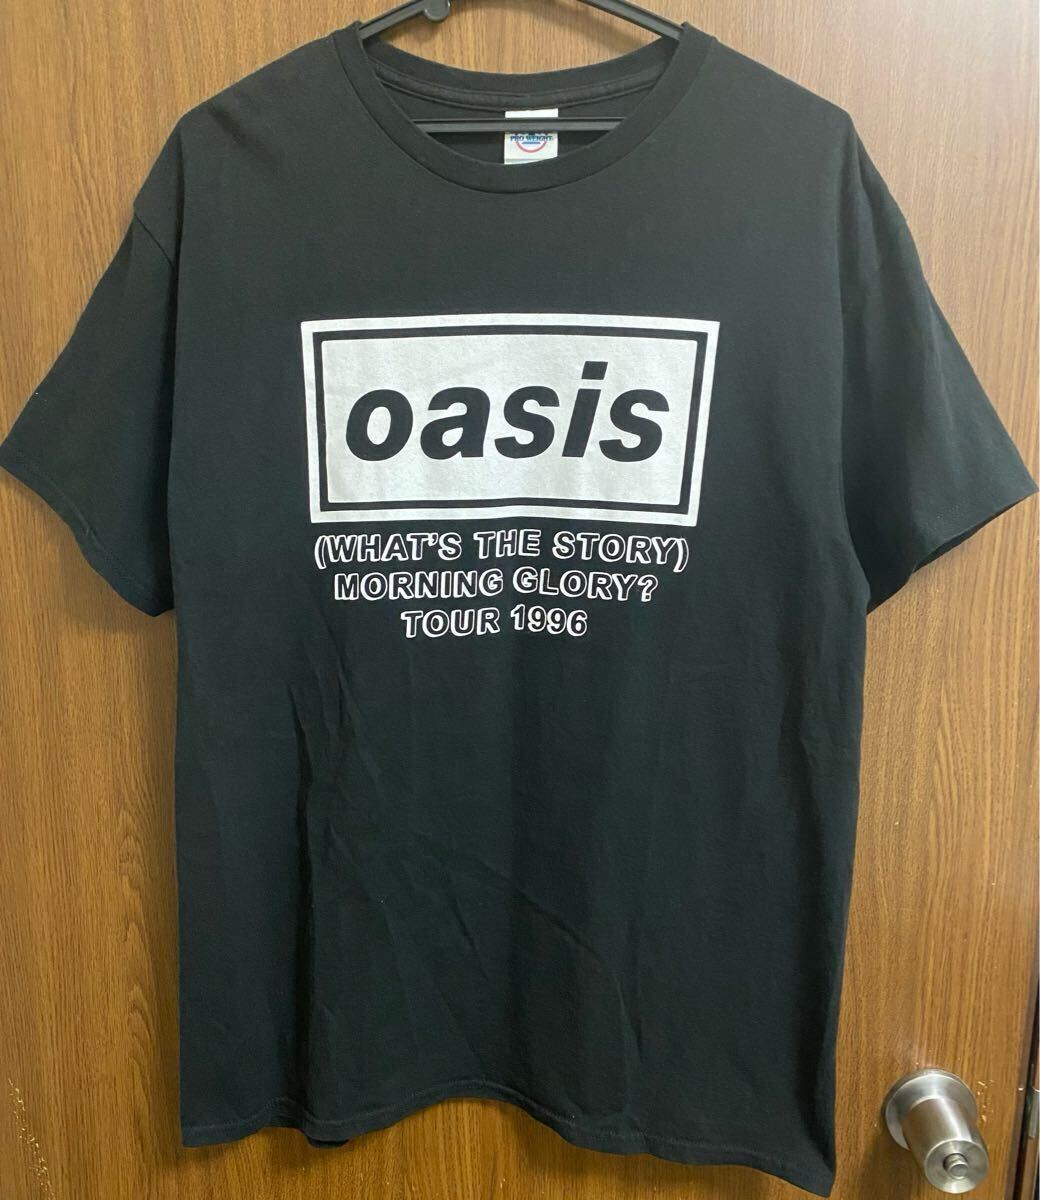 PRO WEIGHT
oasis
(WHAT'S THE STORY)
MORNING GLORY?
TOUR 1996